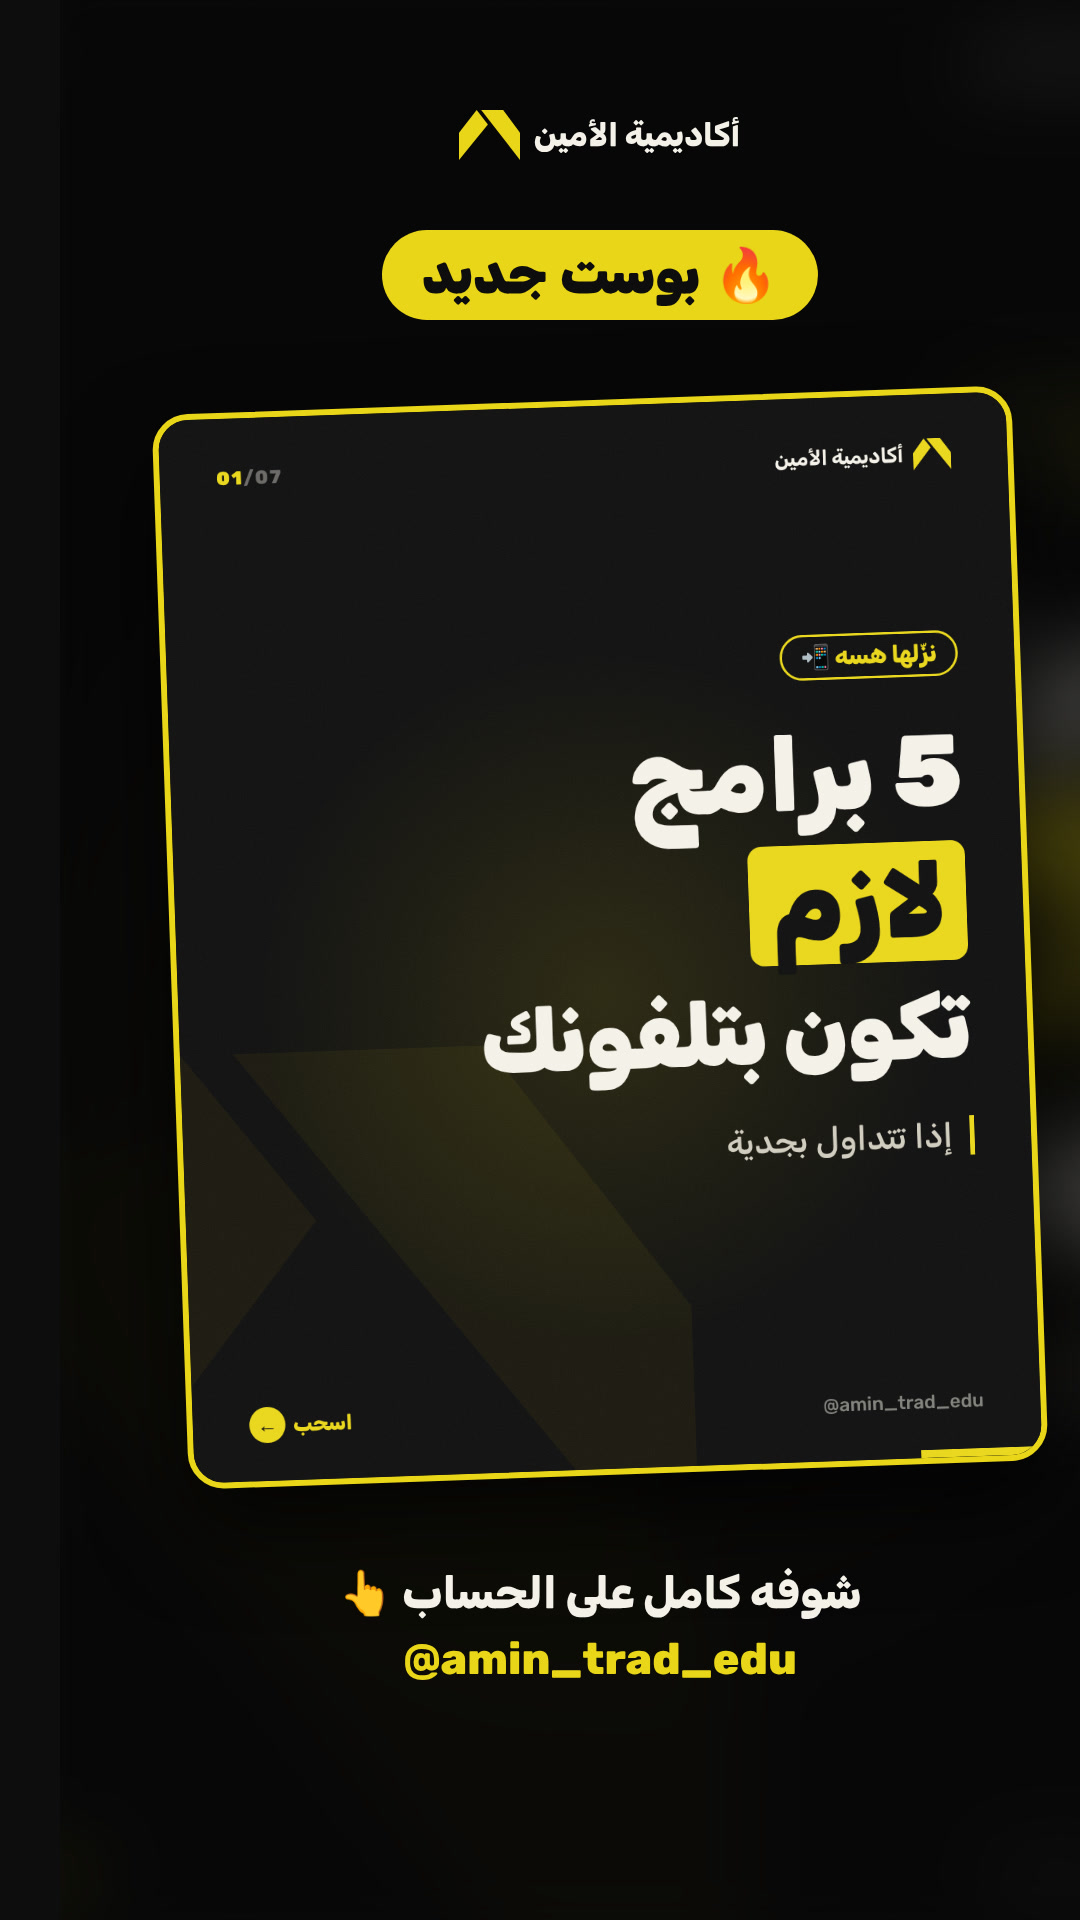 أكاديمية الأمين
🔥 بوست جديد
أكاديمية الأمين
01/07
نزّلها هسه 📲
5 برامج
لازم
تكون بتلفونك
إذا تتداول بجدية
@amin_trad_edu
اسحب ←
شوفه كامل على الحساب 👆
@amin_trad_edu